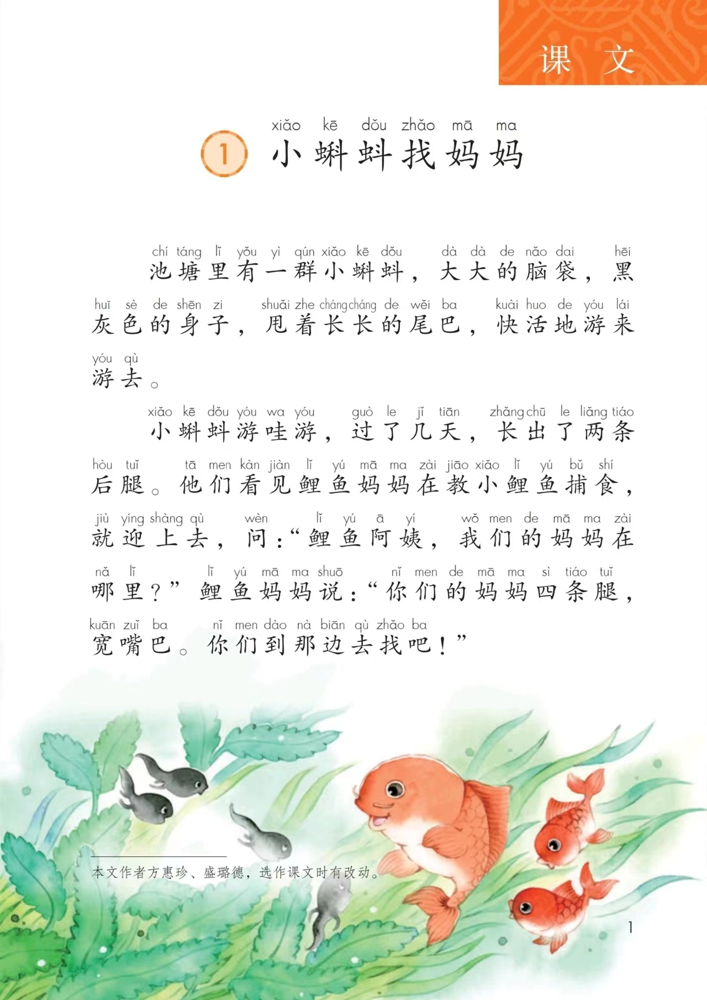 课 文
xiǎo kē dǒu zhǎo mā ma
1 小蝌蚪找妈妈
chí táng lǐ yǒu yì qún xiǎo kē dǒu dà dà de nǎo dai hēi
池塘里有一群小蝌蚪，大大的脑袋，黑
huī sè de shēn zi shuǎi zhe cháng cháng de wěi ba kuài huo de yóu lái
灰色的身子，甩着长长的尾巴，快活地游来
yóu qù
游去。
xiǎo kē dǒu yóu wa yóu guò le jǐ tiān zhǎng chū le liǎng tiáo
小蝌蚪游哇游，过了几天，长出了两条
hòu tuǐ tā men kàn jiàn lǐ yú mā ma zài jiāo xiǎo lǐ yú bǔ shí
后腿。他们看见鲤鱼妈妈在教小鲤鱼捕食，
jiù yíng shàng qù wèn lǐ yú ā yí wǒ men de mā ma zài
就迎上去，问：“鲤鱼阿姨，我们的妈妈在
nǎ lǐ lǐ yú mā ma shuō nǐ men de mā ma sì tiáo tuǐ
哪里？”鲤鱼妈妈说：“你们的妈妈四条腿，
kuān zuǐ ba nǐ men dào nà biān qù zhǎo ba
宽嘴巴。你们到那边去找吧！”
本文作者方惠珍、盛璐德，选作课文时有改动。
1